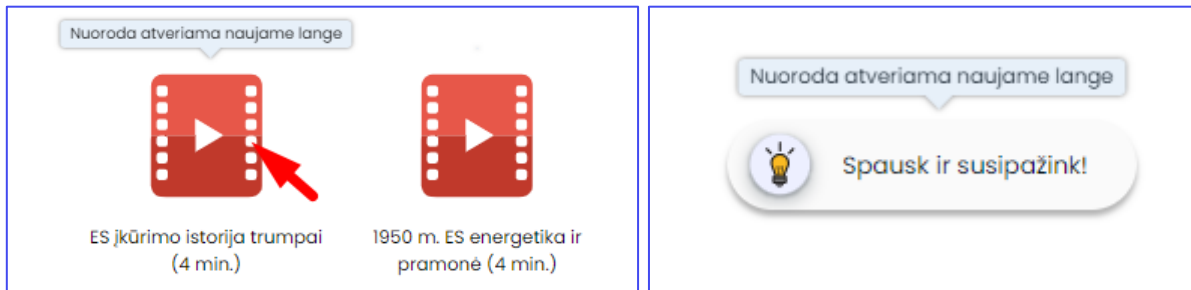 Nuoroda atveriama naujame lange
ES įkūrimo istorija trumpai
(4 min.)
1950 m. ES energetika ir
pramonė (4 min.)
Nuoroda atveriama naujame lange
Spausk ir susipažink!